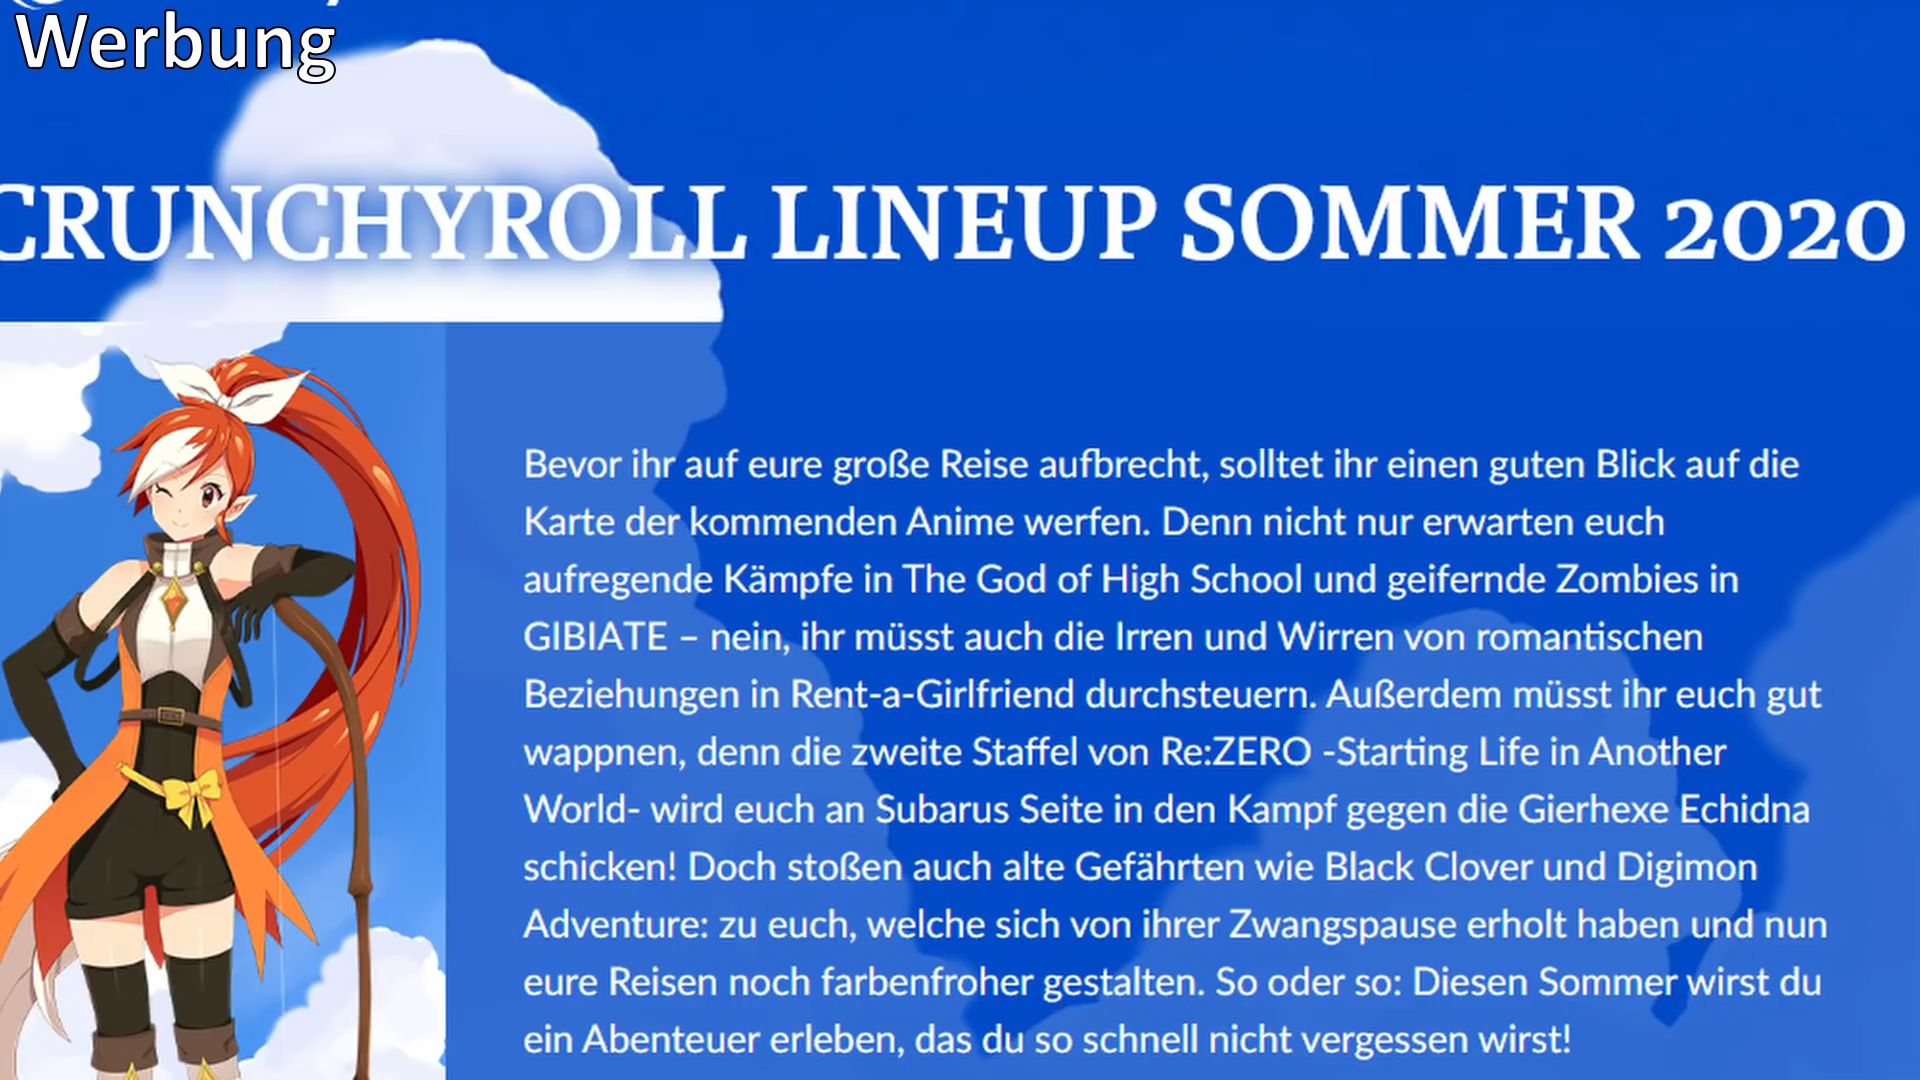 Werbung
CRUNCHYROLL LINEUP SOMMER 2020
Bevor ihr auf eure große Reise aufbrecht, solltet ihr einen guten Blick auf die
Karte der kommenden Anime werfen. Denn nicht nur erwarten euch
aufregende Kämpfe in The God of High School und geifernde Zombies in
GIBIATE – nein, ihr müsst auch die Irren und Wirren von romantischen
Beziehungen in Rent-a-Girlfriend durchsteuern. Außerdem müsst ihr euch gut
wappnen, denn die zweite Staffel von Re:ZERO -Starting Life in Another
World- wird euch an Subarus Seite in den Kampf gegen die Gierhexe Echidna
schicken! Doch stoßen auch alte Gefährten wie Black Clover und Digimon
Adventure: zu euch, welche sich von ihrer Zwangspause erholt haben und nun
eure Reisen noch farbenfroher gestalten. So oder so: Diesen Sommer wirst du
ein Abenteuer erleben, das du so schnell nicht vergessen wirst!